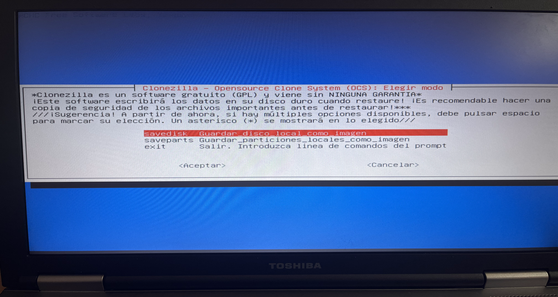 Clonezilla - Opensource Clone System (OCS): Elegir modo
*Clonezilla es un software gratuito (GPL) y viene sin NINGUNA GARANTIA*
¡Este software escribirá los datos en su disco duro cuando restaure! ¡Es recomendable hacer una
copia de seguridad de los archivos importantes antes de restaurar!***
///¡Sugerencia! A partir de ahora, si hay múltiples opciones disponibles, debe pulsar espacio
para marcar su elección. Un asterisco (*) se mostrará en lo elegido///
savedisk Guardar_disco_local_como_imagen
saveparts Guardar_particiones_locales_como_imagen
exit Salir. Introduzca línea de comandos del prompt
<Aceptar> <Cancelar>
TOSHIBA